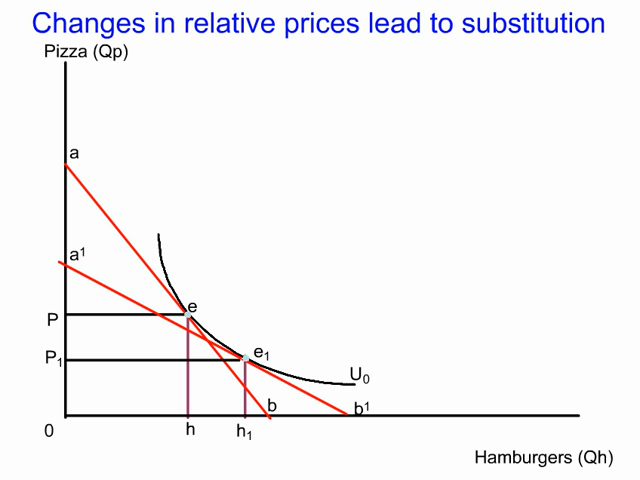 Changes in relative prices lead to substitution
Pizza (Qp)
a
a¹
e
P
P₁
e₁
U₀
b
b¹
0
h
h₁
Hamburgers (Qh)